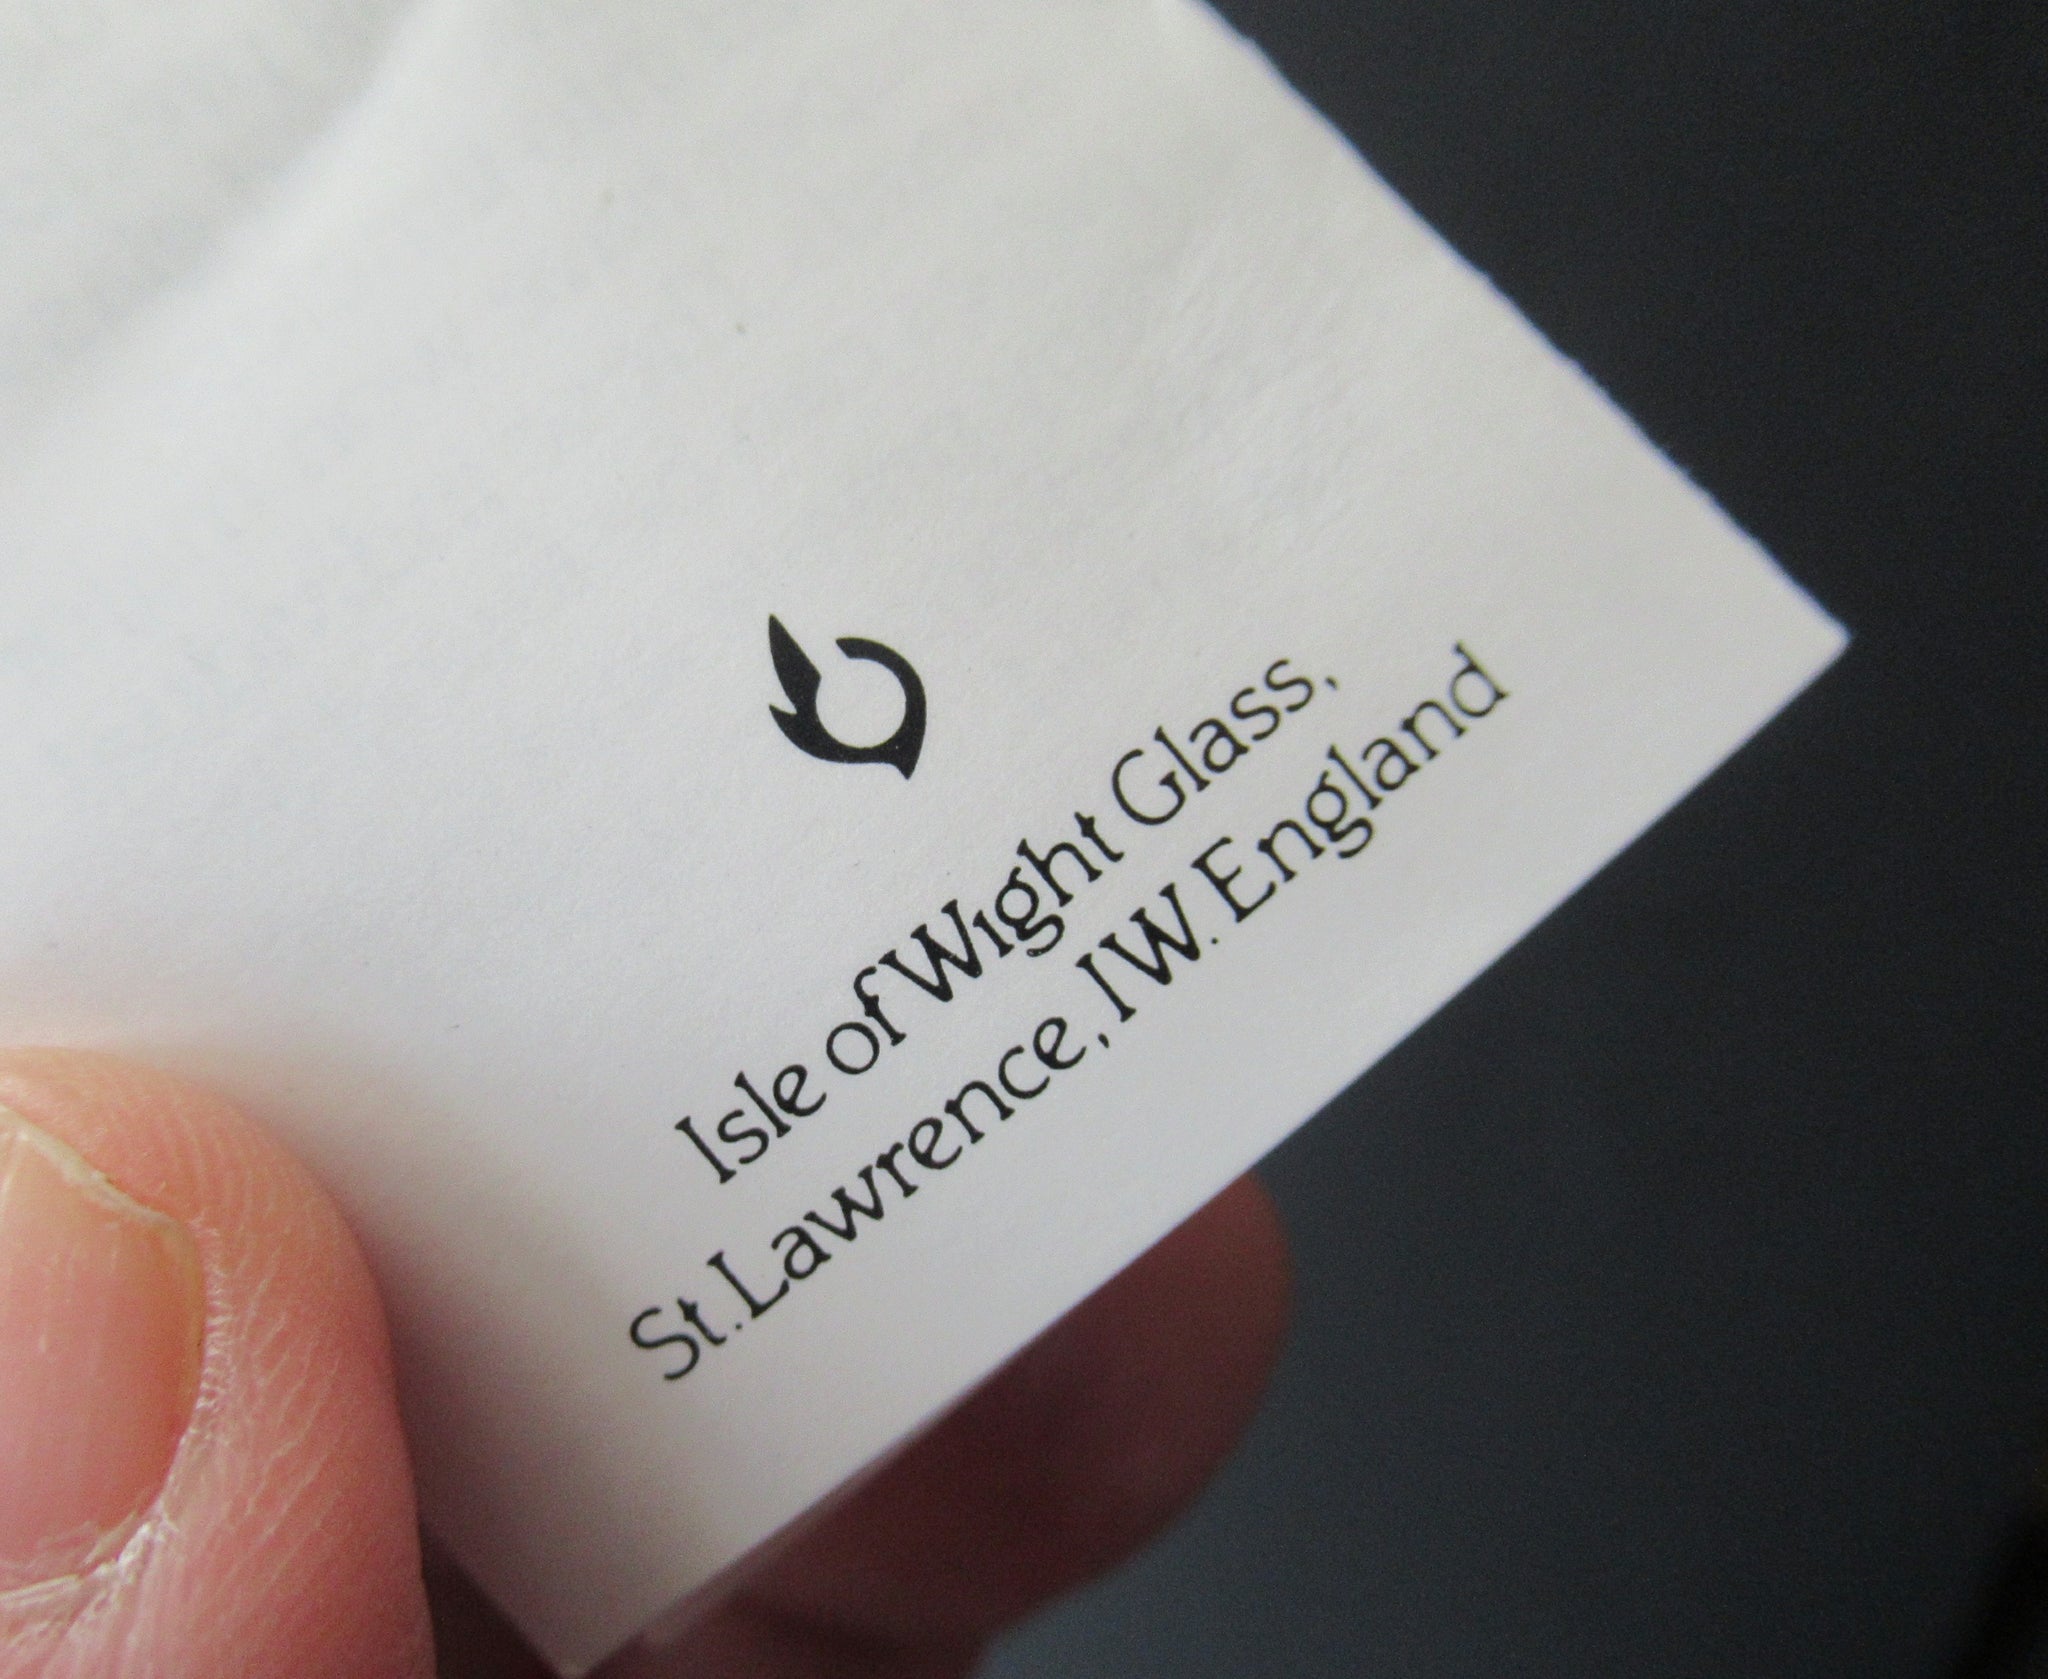 Isle of Wight Glass,
St. Lawrence, I.W. England